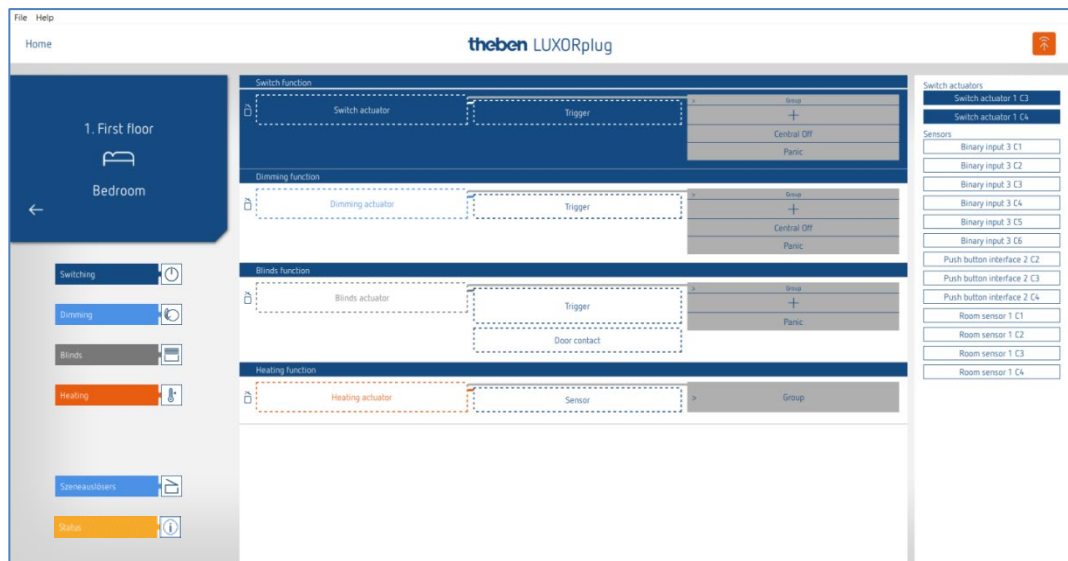 File Help
Home
theben LUXORplug
1. First floor
Bedroom
Switching
Dimming
Blinds
Heating
Szeneauslösers
Status
Switch function
Switch actuator
Trigger
> Group
+
Central Off
Panic
Dimming function
Dimming actuator
Trigger
> Group
+
Central Off
Panic
Blinds function
Blinds actuator
Trigger
Door contact
> Group
+
Panic
Heating function
Heating actuator
Sensor
> Group
Switch actuators
Switch actuator 1 C3
Switch actuator 1 C4
Sensors
Binary input 3 C1
Binary input 3 C2
Binary input 3 C3
Binary input 3 C4
Binary input 3 C5
Binary input 3 C6
Push button interface 2 C2
Push button interface 2 C3
Push button interface 2 C4
Room sensor 1 C1
Room sensor 1 C2
Room sensor 1 C3
Room sensor 1 C4